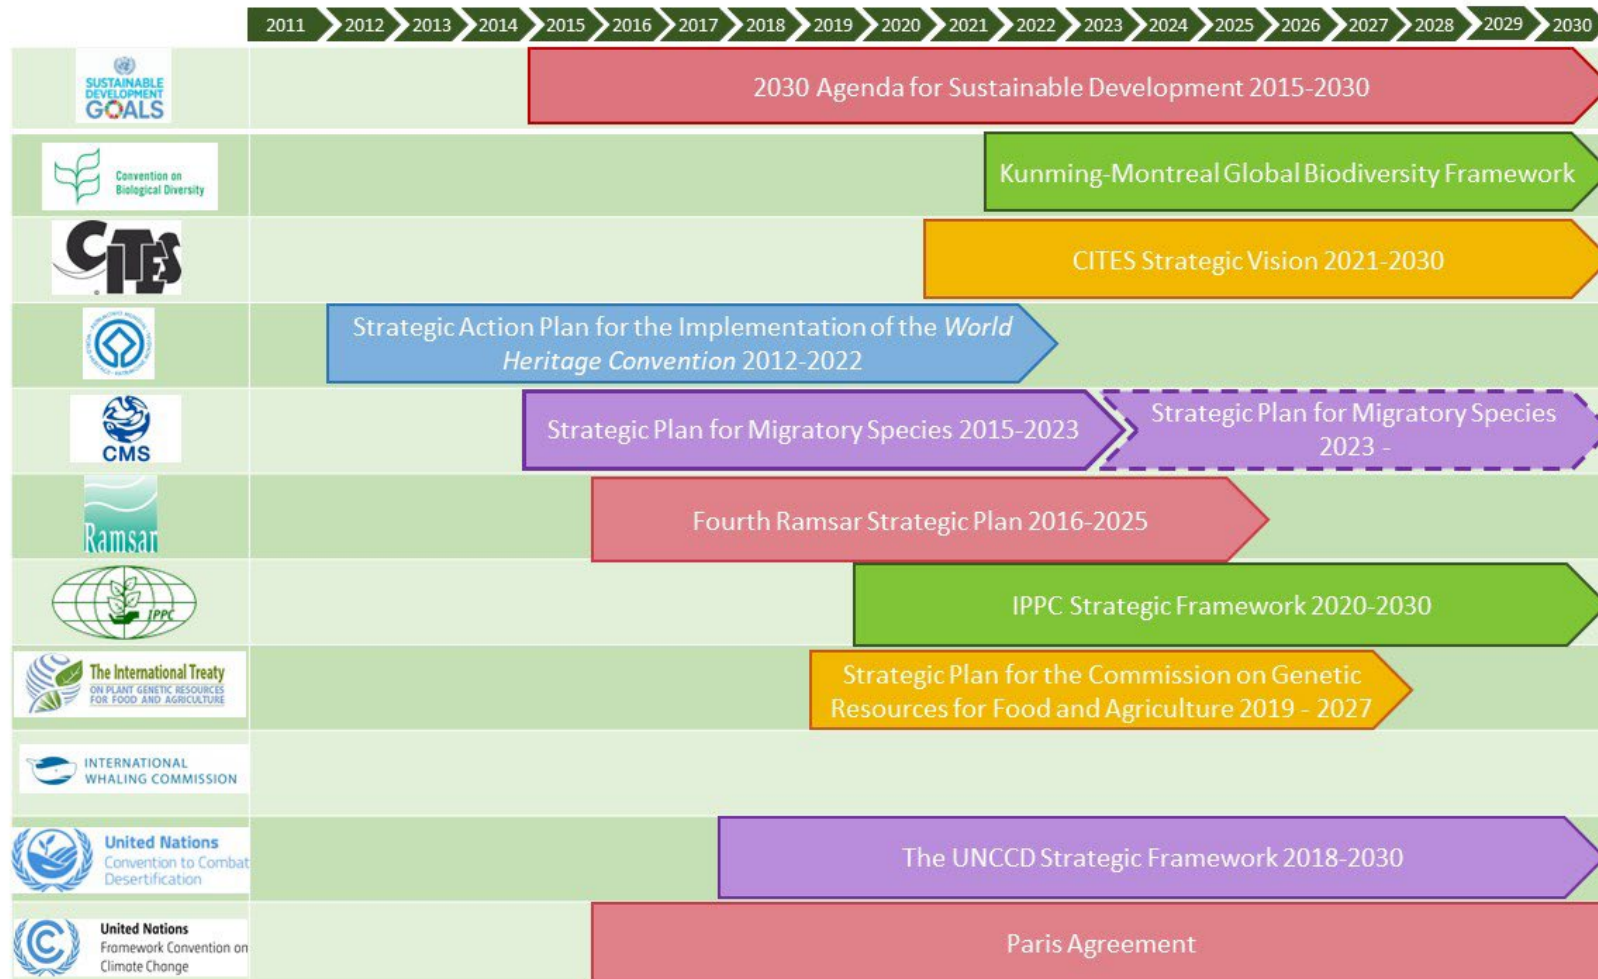 2011 2012 2013 2014 2015 2016 2017 2018 2019 2020 2021 2022 2023 2024 2025 2026 2027 2028 2029 2030
SUSTAINABLE
DEVELOPMENT
GOALS
2030 Agenda for Sustainable Development 2015-2030
Convention on
Biological Diversity
Kunming-Montreal Global Biodiversity Framework
CITES
CITES Strategic Vision 2021-2030
Strategic Action Plan for the Implementation of the World
Heritage Convention 2012-2022
CMS
Strategic Plan for Migratory Species 2015-2023
Strategic Plan for Migratory Species
2023 -
Ramsar
Fourth Ramsar Strategic Plan 2016-2025
IPPC
IPPC Strategic Framework 2020-2030
The International Treaty
ON PLANT GENETIC RESOURCES
FOR FOOD AND AGRICULTURE
Strategic Plan for the Commission on Genetic
Resources for Food and Agriculture 2019 - 2027
INTERNATIONAL
WHALING COMMISSION
United Nations
Convention to Combat
Desertification
The UNCCD Strategic Framework 2018-2030
United Nations
Framework Convention on
Climate Change
Paris Agreement